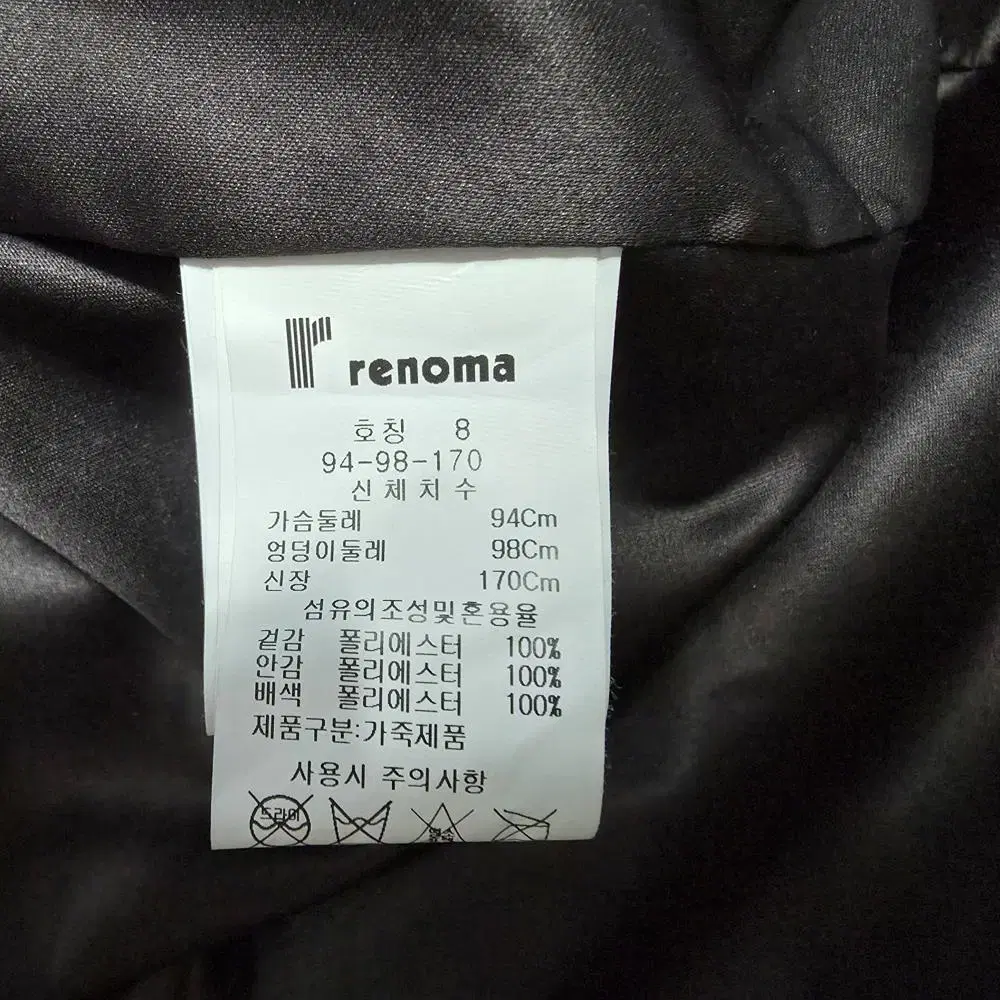 renoma
호칭 8
94-98-170
신체치수
가슴둘레 94Cm
엉덩이둘레 98Cm
신장 170Cm
섬유의조성및혼용율
겉감 폴리에스터 100%
안감 폴리에스터 100%
배색 폴리에스터 100%
제품구분:가죽제품
사용시 주의사항
드라이